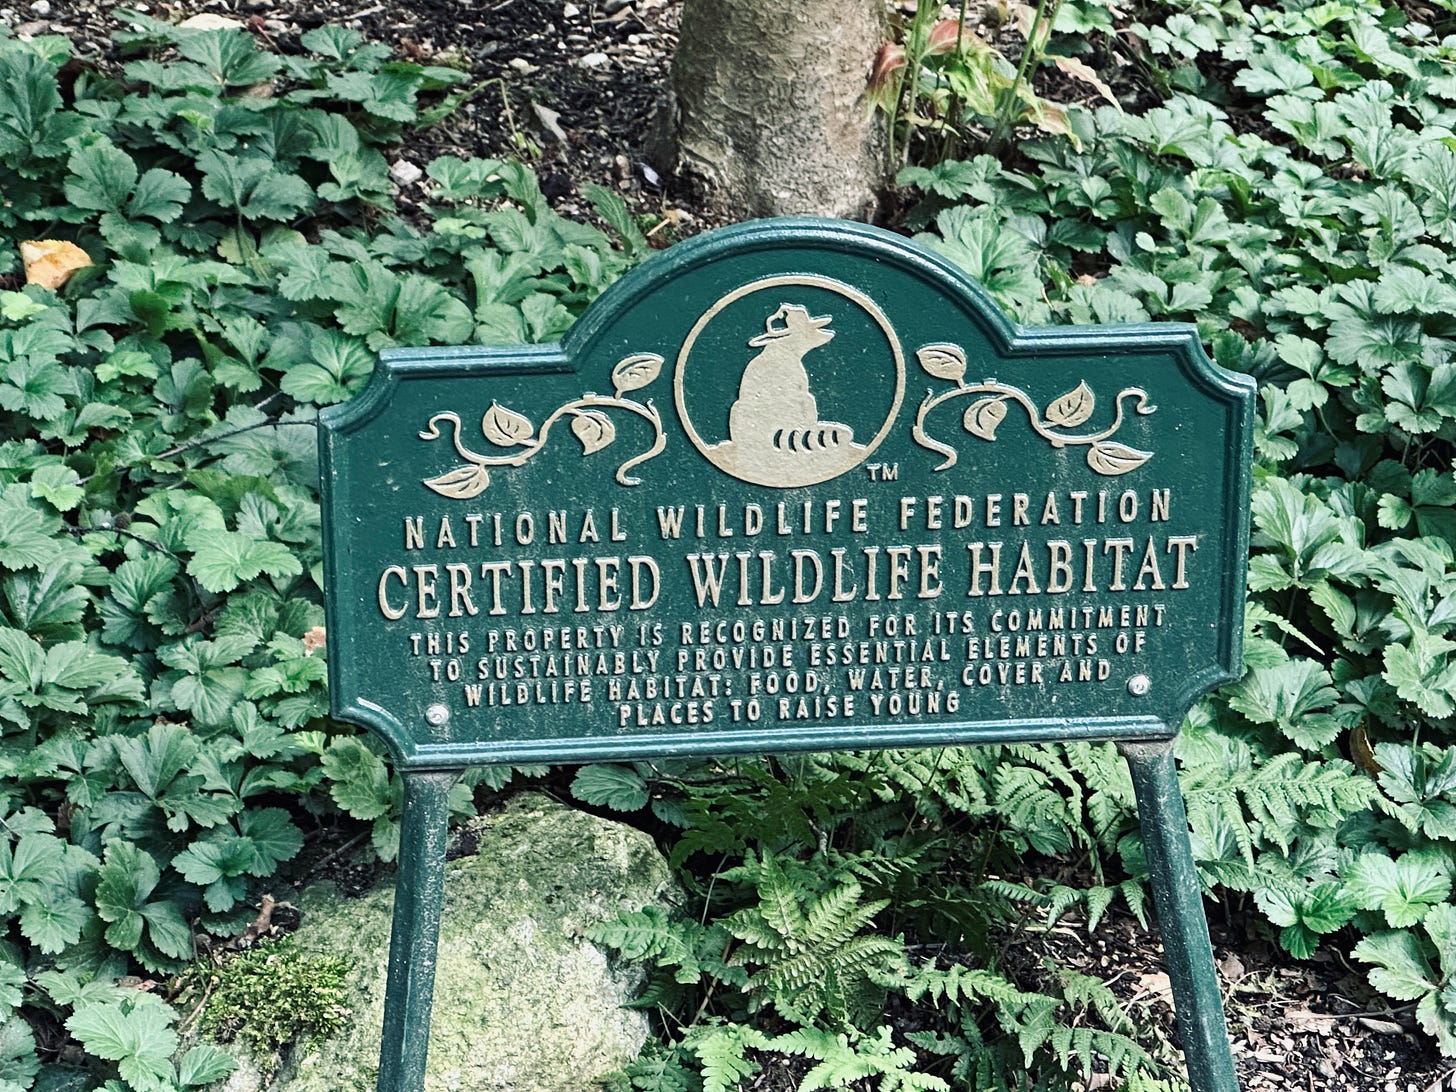 TM
NATIONAL WILDLIFE FEDERATION
CERTIFIED WILDLIFE HABITAT
THIS PROPERTY IS RECOGNIZED FOR ITS COMMITMENT
TO SUSTAINABLY PROVIDE ESSENTIAL ELEMENTS OF
WILDLIFE HABITAT: FOOD, WATER, COVER AND
PLACES TO RAISE YOUNG